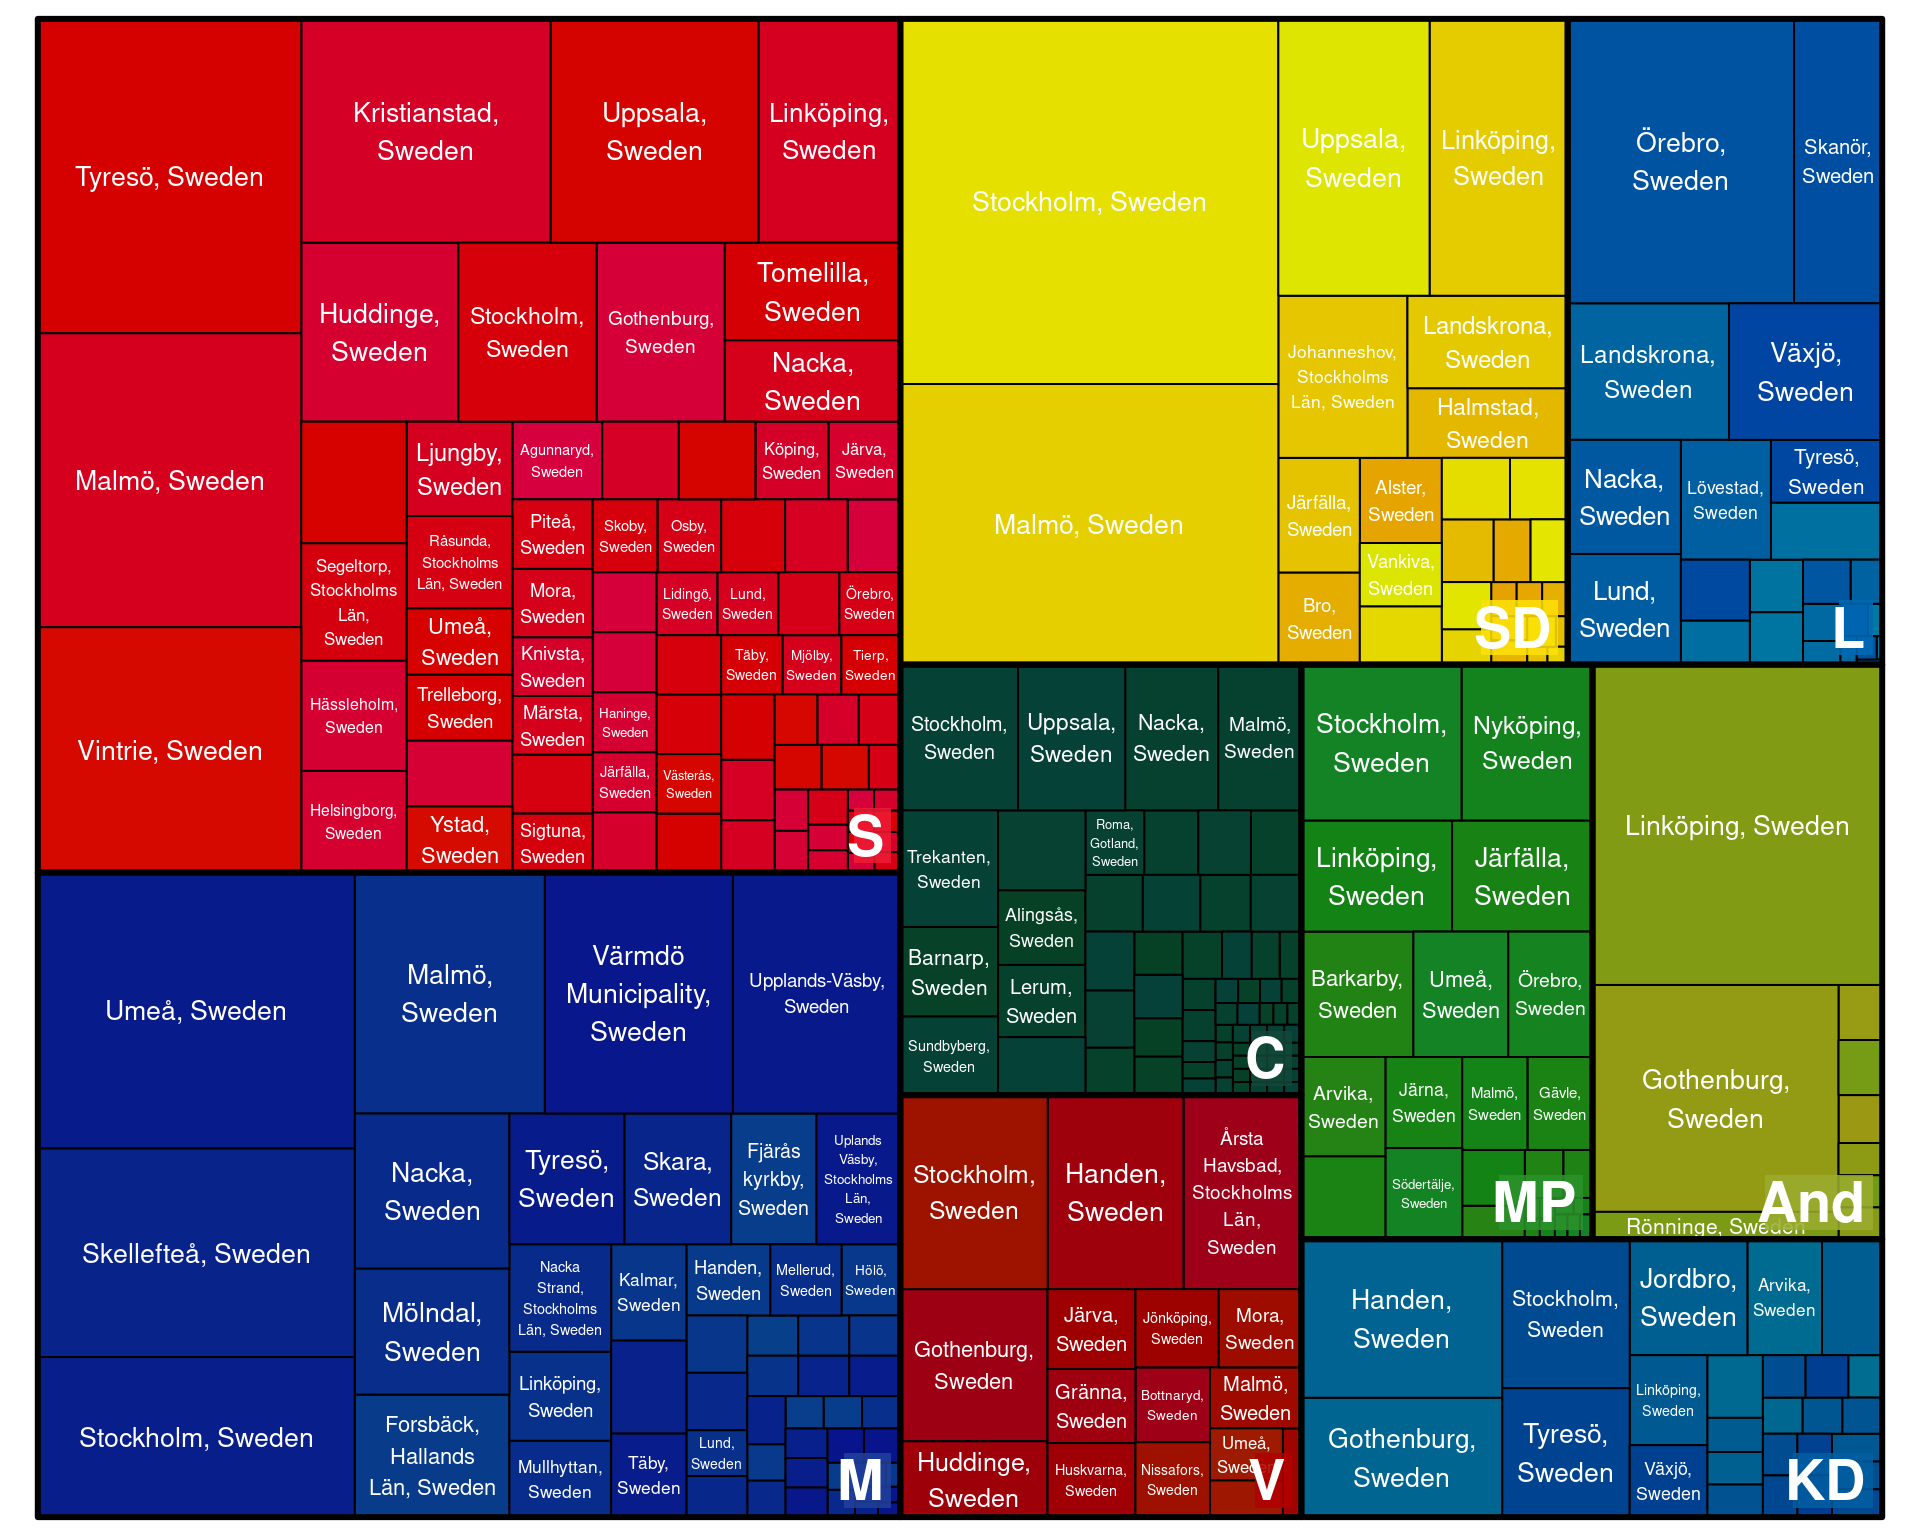 Tyresö, Sweden
Malmö, Sweden
Vintrie, Sweden
Kristianstad,
Sweden
Uppsala,
Sweden
Linköping,
Sweden
Huddinge,
Sweden
Stockholm,
Sweden
Gothenburg,
Sweden
Tomelilla,
Sweden
Nacka,
Sweden
Segeltorp,
Stockholms
Län,
Sweden
Hässleholm,
Sweden
Helsingborg,
Sweden
Ljungby,
Sweden
Råsunda,
Stockholms
Län, Sweden
Umeå,
Sweden
Trelleborg,
Sweden
Ystad,
Sweden
Agunnaryd,
Sweden
Köping,
Sweden
Järva,
Sweden
Piteå,
Sweden
Mora,
Sweden
Knivsta,
Sweden
Märsta,
Sweden
Sigtuna,
Sweden
Skoby,
Sweden
Osby,
Sweden
Lidingö,
Sweden
Lund,
Sweden
Örebro,
Sweden
Haninge,
Sweden
Järfälla,
Sweden
Täby,
Sweden
Mjölby,
Sweden
Tierp,
Sweden
Västerås,
Sweden
S
Umeå, Sweden
Skellefteå, Sweden
Stockholm, Sweden
Malmö,
Sweden
Värmdö
Municipality,
Sweden
Upplands-Väsby,
Sweden
Nacka,
Sweden
Mölndal,
Sweden
Forsbäck,
Hallands
Län, Sweden
Tyresö,
Sweden
Skara,
Sweden
Fjärås
kyrkby,
Sweden
Uplands
Väsby,
Stockholms
Län,
Sweden
Nacka
Strand,
Stockholms
Län, Sweden
Linköping,
Sweden
Mullhyttan,
Sweden
Kalmar,
Sweden
Täby,
Sweden
Handen,
Sweden
Mellerud,
Sweden
Hölö,
Sweden
Lund,
Sweden
M
Stockholm, Sweden
Malmö, Sweden
Uppsala,
Sweden
Linköping,
Sweden
Johanneshov,
Stockholms
Län, Sweden
Landskrona,
Sweden
Halmstad,
Sweden
Järfälla,
Sweden
Bro,
Sweden
Alster,
Sweden
Vankiva,
Sweden
SD
Örebro,
Sweden
Skanör,
Sweden
Landskrona,
Sweden
Växjö,
Sweden
Nacka,
Sweden
Lund,
Sweden
Lövestad,
Sweden
Tyresö,
Sweden
L
Stockholm,
Sweden
Uppsala,
Sweden
Nacka,
Sweden
Malmö,
Sweden
Trekanten,
Sweden
Barnarp,
Sweden
Sundbyberg,
Sweden
Alingsås,
Sweden
Lerum,
Sweden
Roma,
Gotland,
Sweden
C
Stockholm,
Sweden
Handen,
Sweden
Årsta
Havsbad,
Stockholms
Län,
Sweden
Gothenburg,
Sweden
Huddinge,
Sweden
Järva,
Sweden
Gränna,
Sweden
Huskvarna,
Sweden
Jönköping,
Sweden
Mora,
Sweden
Bottnaryd,
Sweden
Nissafors,
Sweden
Malmö,
Sweden
Umeå,
Sweden
V
Stockholm,
Sweden
Nyköping,
Sweden
Linköping,
Sweden
Järfälla,
Sweden
Barkarby,
Sweden
Umeå,
Sweden
Örebro,
Sweden
Arvika,
Sweden
Järna,
Sweden
Södertälje,
Sweden
Malmö,
Sweden
Gävle,
Sweden
MP
Linköping, Sweden
Gothenburg,
Sweden
Rönninge, Sweden
And
Handen,
Sweden
Gothenburg,
Sweden
Stockholm,
Sweden
Tyresö,
Sweden
Jordbro,
Sweden
Arvika,
Sweden
Linköping,
Sweden
Växjö,
Sweden
KD